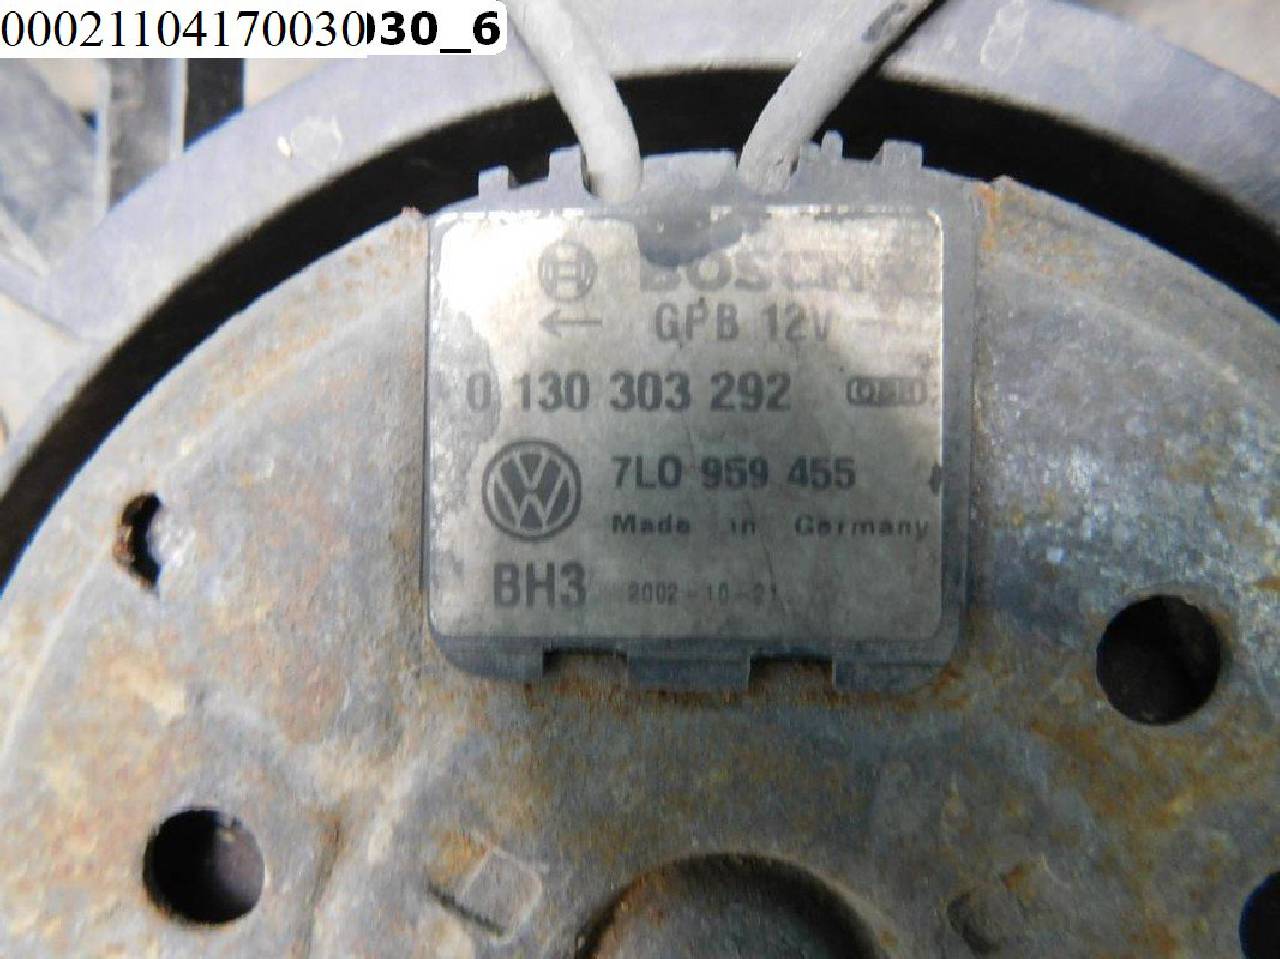 00021104170030030_6
BOSCH
GPB 12V
0 130 303 292
7L0 959 455
Made in Germany
BH3 2002-10-21